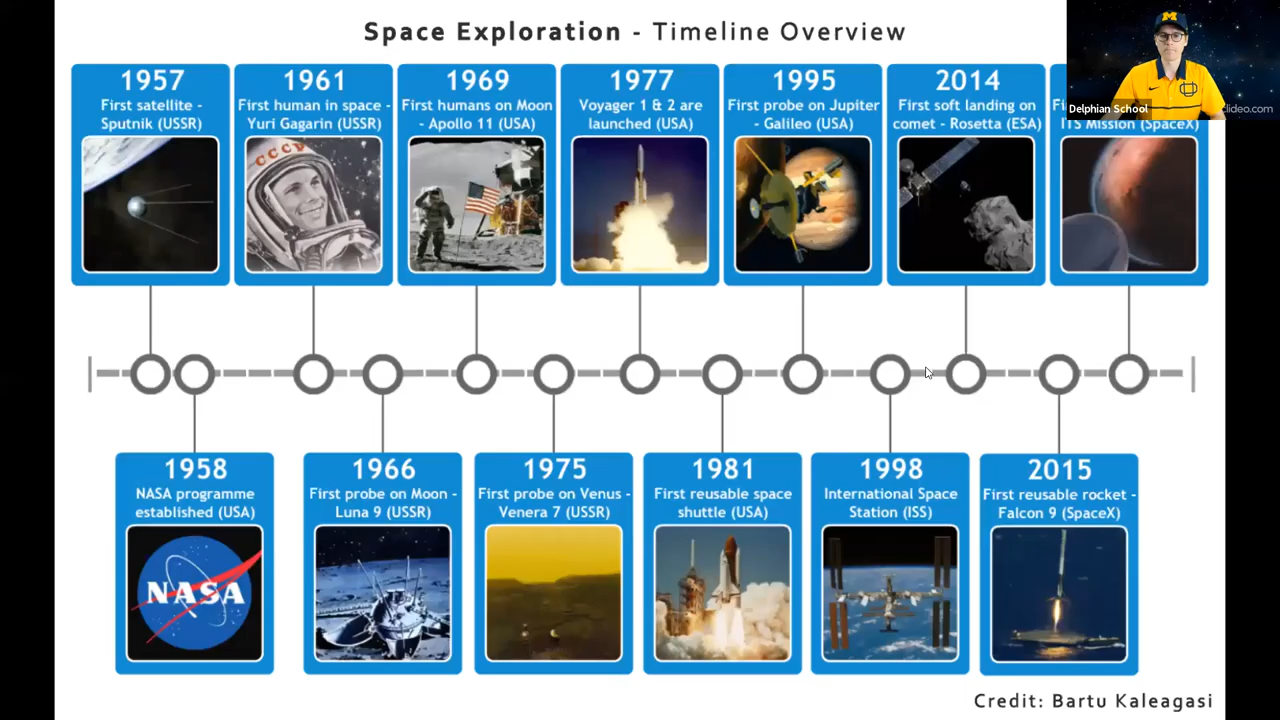 Space Exploration - Timeline Overview
1957
First satellite -
Sputnik (USSR)
1961
First human in space -
Yuri Gagarin (USSR)
СССР
1969
First humans on Moon
- Apollo 11 (USA)
1977
Voyager 1 & 2 are
launched (USA)
1995
First probe on Jupiter
- Galileo (USA)
2014
First soft landing on
comet - Rosetta (ESA)
ITS Mission (SpaceX)
M
Delphian School
clideo.com
1958
NASA programme
established (USA)
NASA
1966
First probe on Moon -
Luna 9 (USSR)
1975
First probe on Venus -
Venera 7 (USSR)
1981
First reusable space
shuttle (USA)
1998
International Space
Station (ISS)
2015
First reusable rocket -
Falcon 9 (SpaceX)
Credit: Bartu Kaleagasi